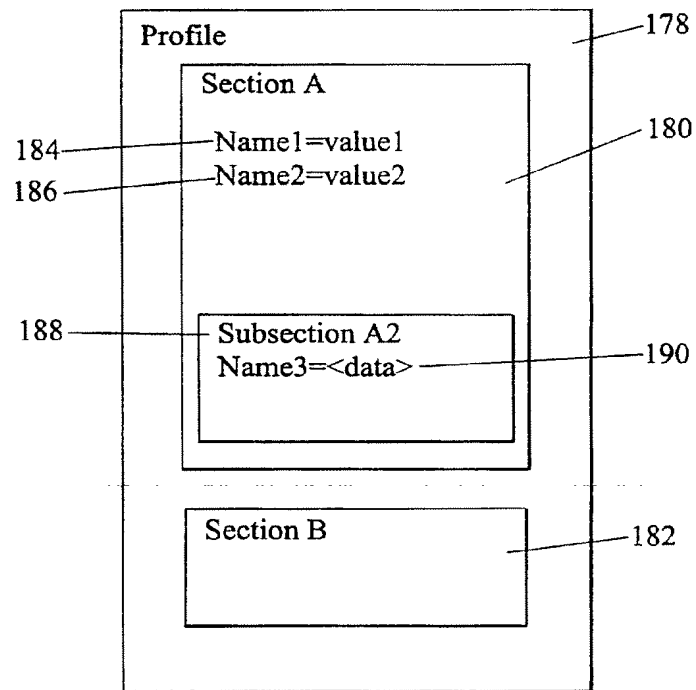 Profile
178
Section A
184
Name1=value1
180
186
Name2=value2
188
Subsection A2
Name3=<data>
190
Section B
182